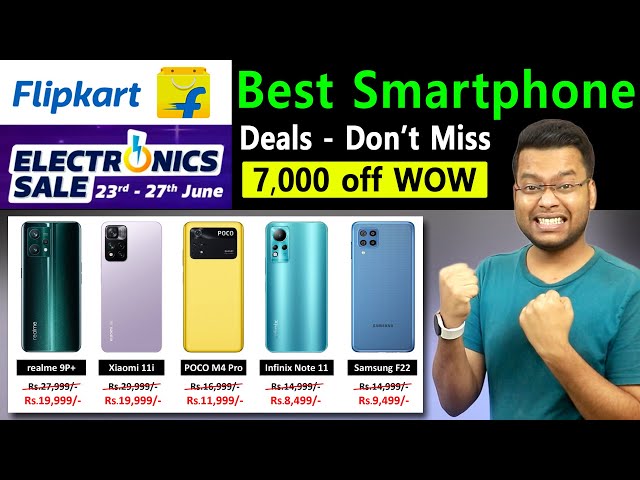 Flipkart
f
Best Smartphone
Deals - Don't Miss
7,000 off WOW
ELECTRONICS
SALE 23rd - 27th June
realme
POCO
SAMSUNG
realme 9P+
Rs.27,999/-
Rs.19,999/-
Xiaomi 11i
Rs.29,999/-
Rs.19,999/-
POCO M4 Pro
Rs.16,999/-
Rs.11,999/-
Infinix Note 11
Rs.14,999/-
Rs.8,499/-
Samsung F22
Rs.14,999/-
Rs.9,499/-